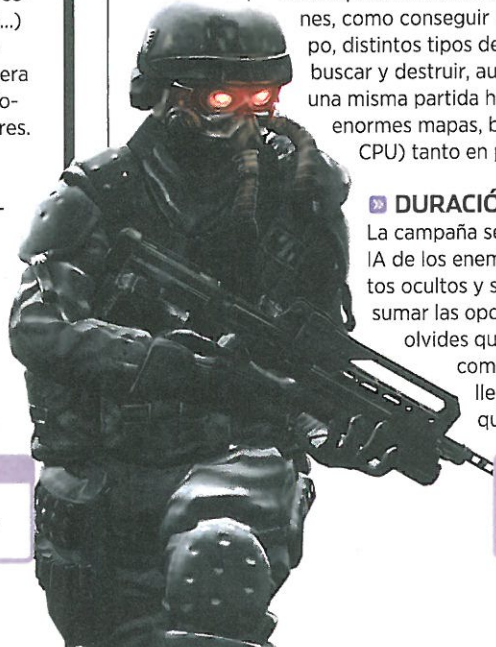 ...)
era
o-
res.
-
nes, como conseguir
po, distintos tipos de
buscar y destruir, au
una misma partida h
enormes mapas, b
CPU) tanto en p
» DURACIÓ
La campaña se
IA de los enem
tos ocultos y s
sumar las opc
olvides qu
com
lle
qu